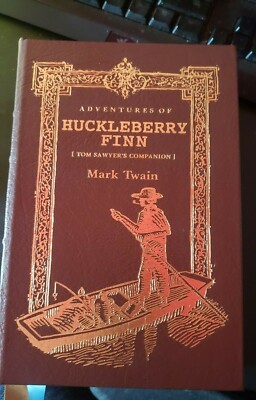 ADVENTURES OF
HUCKLEBERRY
FINN
[ TOM SAWYER'S COMPANION ]
Mark Twain